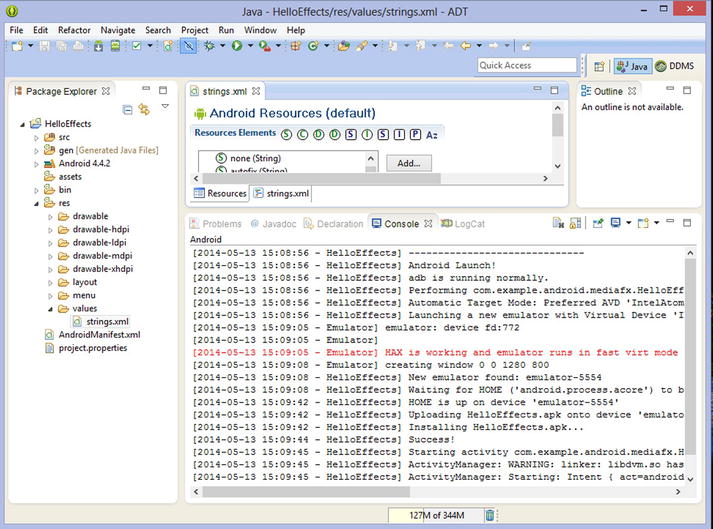 Java - HelloEffects/res/values/strings.xml - ADT
File Edit Refactor Navigate Search Project Run Window Help
Quick Access
Java
DDMS
Package Explorer
HelloEffects
src
gen [Generated Java Files]
Android 4.4.2
assets
bin
res
drawable
drawable-hdpi
drawable-ldpi
drawable-mdpi
drawable-xhdpi
layout
menu
values
strings.xml
AndroidManifest.xml
project.properties
strings.xml
Android Resources (default)
Resources Elements S C D D S I S I P Az
none (String)
autofix (String)
Add...
Resources strings.xml
Outline
An outline is not available.
Problems @ Javadoc Declaration Console LogCat
Android
[2014-05-13 15:08:56 - HelloEffects] ------------------------------
[2014-05-13 15:08:56 - HelloEffects] Android Launch!
[2014-05-13 15:08:56 - HelloEffects] adb is running normally.
[2014-05-13 15:08:56 - HelloEffects] Performing com.example.android.mediafx.HelloEff
[2014-05-13 15:08:56 - HelloEffects] Automatic Target Mode: Preferred AVD 'IntelAtom
[2014-05-13 15:08:56 - HelloEffects] Launching a new emulator with Virtual Device 'I
[2014-05-13 15:09:05 - Emulator] emulator: device fd:772
[2014-05-13 15:09:05 - Emulator]
[2014-05-13 15:09:05 - Emulator] HAX is working and emulator runs in fast virt mode
[2014-05-13 15:09:08 - Emulator] creating window 0 0 1280 800
[2014-05-13 15:09:08 - HelloEffects] New emulator found: emulator-5554
[2014-05-13 15:09:08 - HelloEffects] Waiting for HOME ('android.process.acore') to b
[2014-05-13 15:09:42 - HelloEffects] HOME is up on device 'emulator-5554'
[2014-05-13 15:09:42 - HelloEffects] Uploading HelloEffects.apk onto device 'emulato
[2014-05-13 15:09:42 - HelloEffects] Installing HelloEffects.apk...
[2014-05-13 15:09:44 - HelloEffects] Success!
[2014-05-13 15:09:45 - HelloEffects] Starting activity com.example.android.mediafx.H
[2014-05-13 15:09:45 - HelloEffects] ActivityManager: WARNING: linker: libdvm.so has
[2014-05-13 15:09:45 - HelloEffects] ActivityManager: Starting: Intent { act=android
127M of 344M